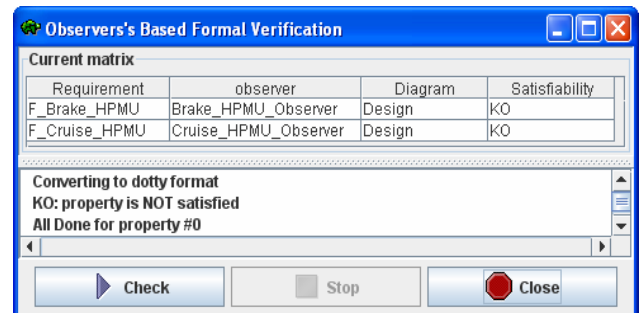 Observers's Based Formal Verification
Current matrix
Requirement observer Diagram Satisfiability
F_Brake_HPMU Brake_HPMU_Observer Design KO
F_Cruise_HPMU Cruise_HPMU_Observer Design KO
Converting to dotty format
KO: property is NOT satisfied
All Done for property #0
Check Stop Close